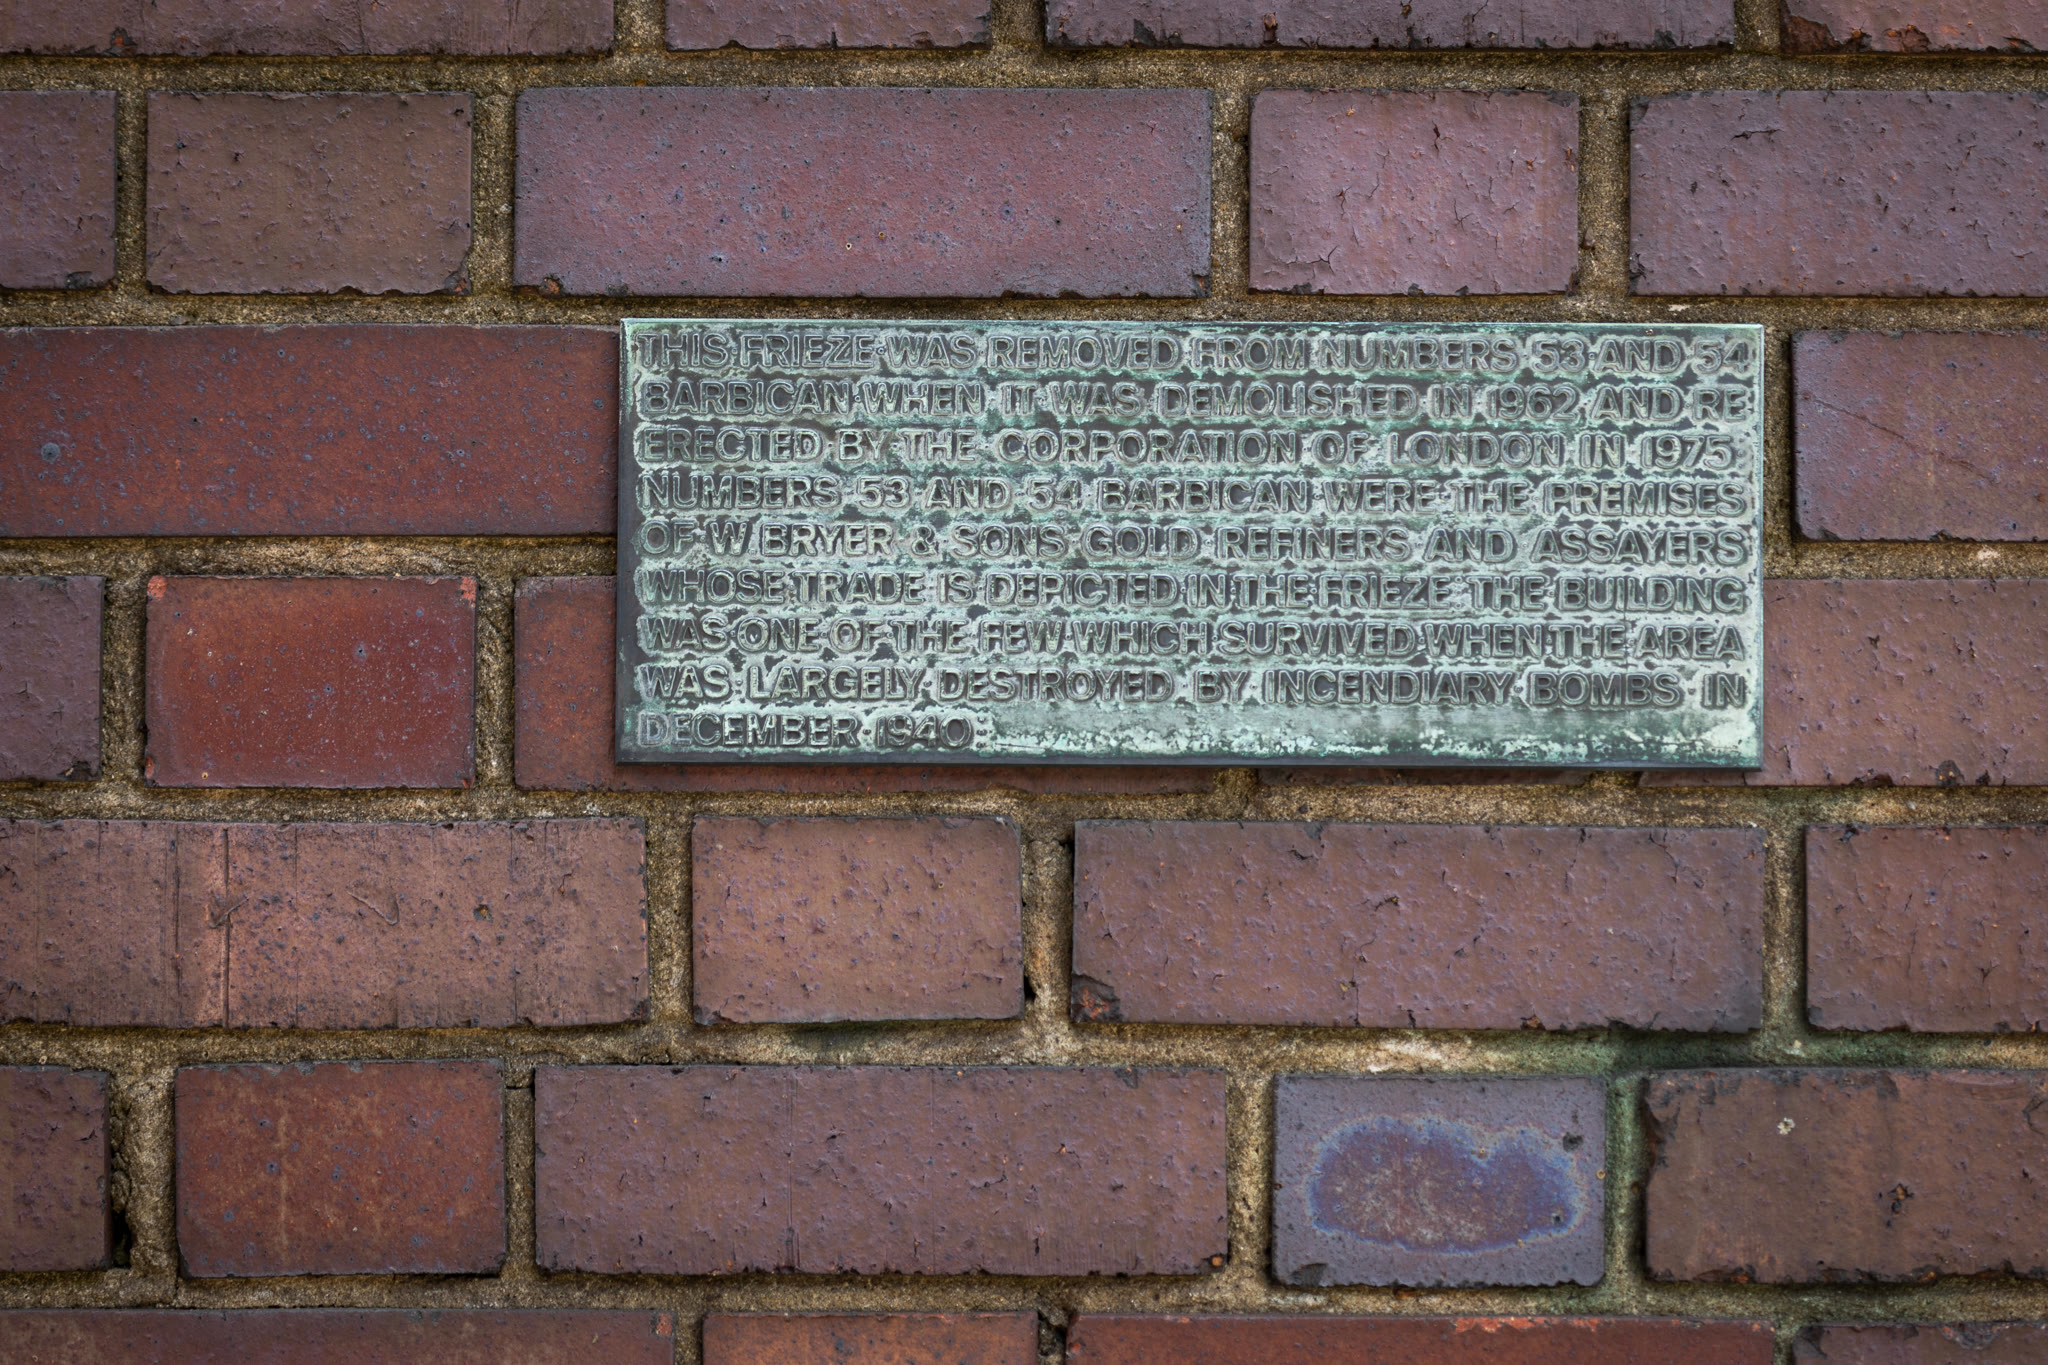 THIS FRIEZE WAS REMOVED FROM NUMBERS 53 AND 54
BARBICAN WHEN IT WAS DEMOLISHED IN 1962 AND RE
ERECTED BY THE CORPORATION OF LONDON IN 1975
NUMBERS 53 AND 54 BARBICAN WERE THE PREMISES
OF W BRYER & SONS GOLD REFINERS AND ASSAYERS
WHOSE TRADE IS DEPICTED IN THE FRIEZE THE BUILDING
WAS ONE OF THE FEW WHICH SURVIVED WHEN THE AREA
WAS LARGELY DESTROYED BY INCENDIARY BOMBS IN
DECEMBER 1940